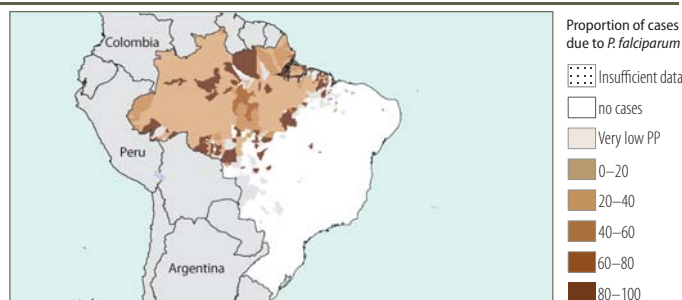 Proportion of cases
due to P. falciparum
Insufficient data
no cases
Very low PP
0–20
20–40
40–60
60–80
80–100
Colombia
Peru
Argentina